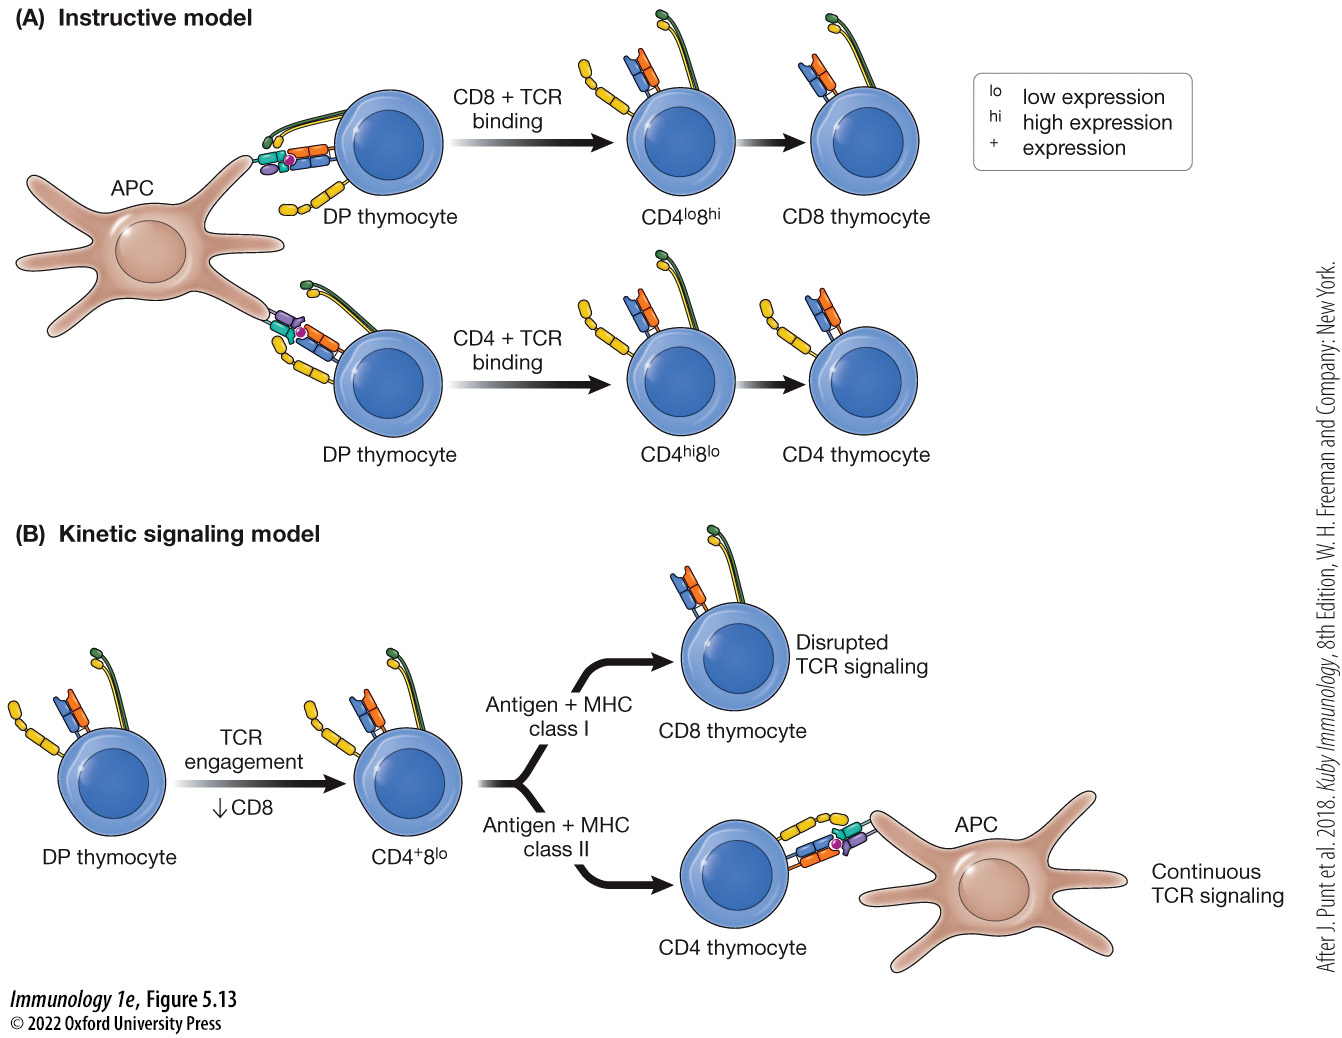 (A) Instructive model
CD8 + TCR
binding
APC
DP thymocyte
CD4ˡᵒ8ʰⁱ
CD8 thymocyte
lo low expression
hi high expression
+ expression
CD4 + TCR
binding
DP thymocyte
CD4ʰⁱ8ˡᵒ
CD4 thymocyte
(B) Kinetic signaling model
DP thymocyte
TCR
engagement
↓ CD8
CD4⁺8ˡᵒ
Antigen + MHC
class I
Disrupted
TCR signaling
CD8 thymocyte
Antigen + MHC
class II
CD4 thymocyte
APC
Continuous
TCR signaling
After J. Punt et al. 2018. Kuby Immunology, 8th Edition, W. H. Freeman and Company: New York.
Immunology 1e, Figure 5.13
© 2022 Oxford University Press